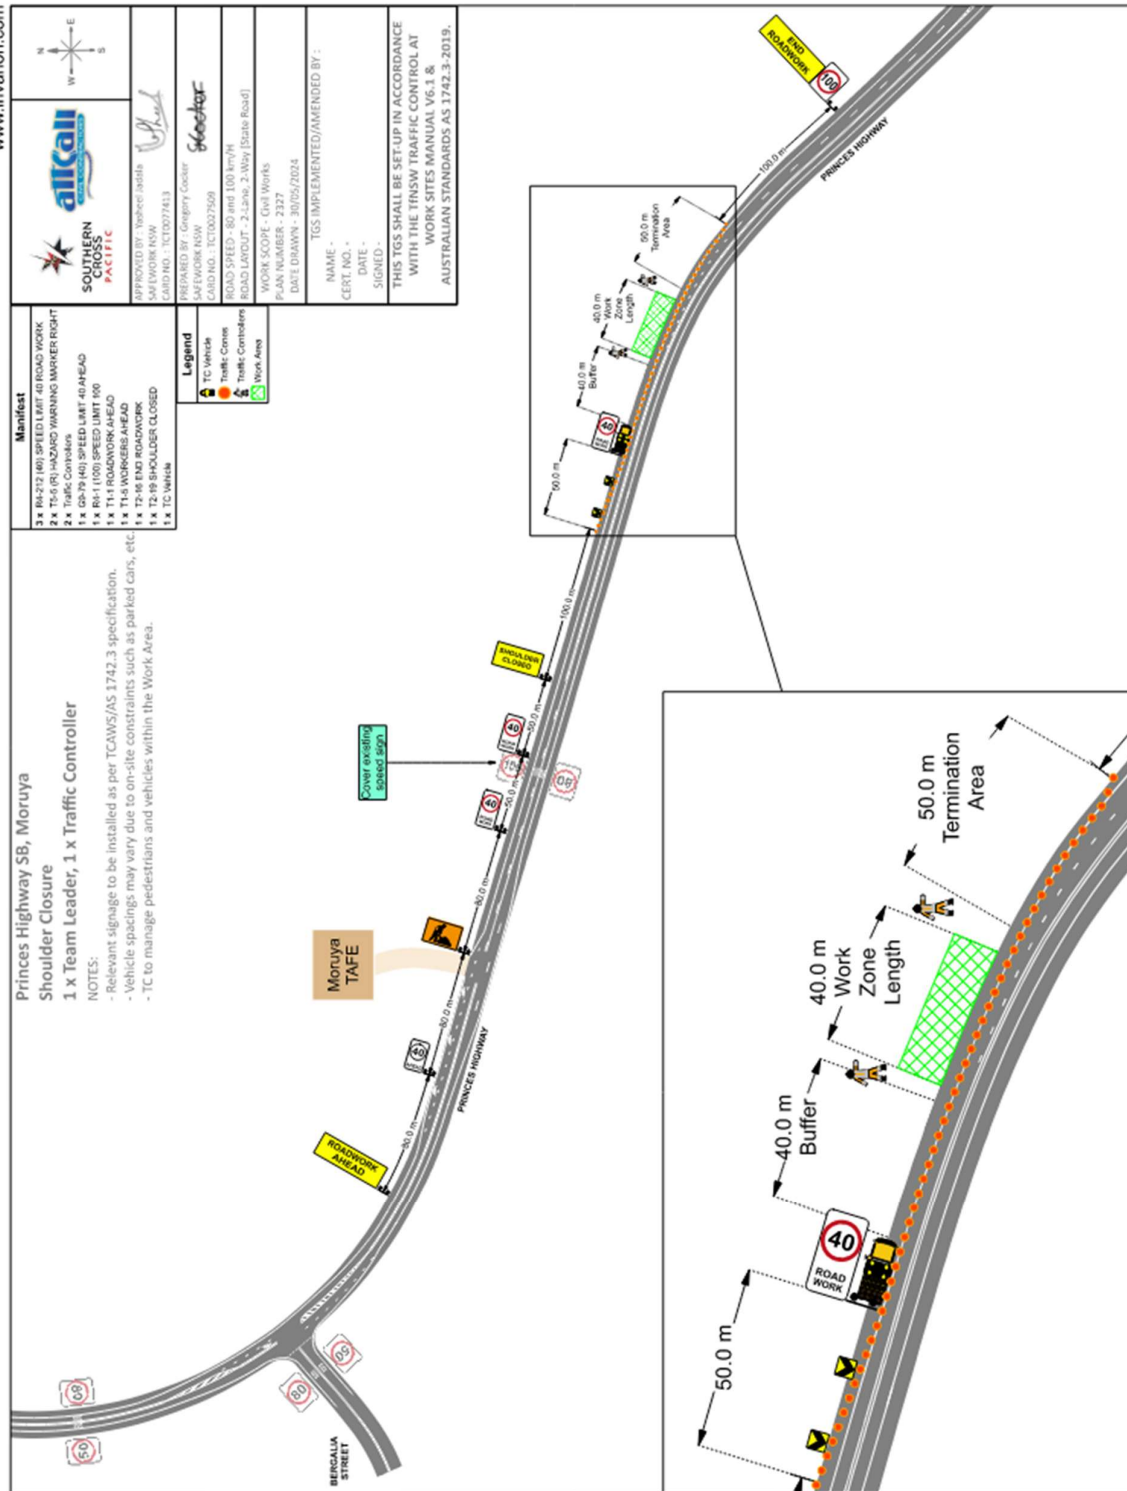 Princes Highway SB, Moruya
Shoulder Closure
1 x Team Leader, 1 x Traffic Controller
NOTES:
- Relevant signage to be installed as per TCAWS/AS 1742.3 specification.
- Vehicle spacings may vary due to on-site constraints such as parked cars, etc.
- TC to manage pedestrians and vehicles within the Work Area.
Manifest
3 x R4-212 (40) SPEED LIMIT 40 ROAD WORK
2 x T5-5 (R) HAZARD WARNING MARKER RIGHT
2 x Traffic Controllers
1 x G9-79 (40) SPEED LIMIT 40 AHEAD
1 x R4-1 (100) SPEED LIMIT 100
1 x T1-1 ROADWORK AHEAD
1 x T1-5 WORKERS AHEAD
1 x T2-16 END ROADWORK
1 x T2-19 SHOULDER CLOSED
1 x TC Vehicle
Legend
TC Vehicle
Traffic Cones
Traffic Controllers
Work Area
SOUTHERN
CROSS
PACIFIC
allcall
CIVIL CONTRACTORS
N
E
S
W
APPROVED BY : Yasheel Jadala
SAFEWORK NSW
CARD NO. : TCT0077413
PREPARED BY : Gregory Cocker
SAFEWORK NSW
CARD NO. : TCT0027509
ROAD SPEED - 80 and 100 km/H
ROAD LAYOUT - 2-Lane, 2-Way [State Road]
WORK SCOPE - Civil Works
PLAN NUMBER - 2327
DATE DRAWN - 30/05/2024
TGS IMPLEMENTED/AMENDED BY :
NAME -
CERT. NO. -
DATE -
SIGNED -
THIS TGS SHALL BE SET-UP IN ACCORDANCE
WITH THE TfNSW TRAFFIC CONTROL AT
WORK SITES MANUAL V6.1 &
AUSTRALIAN STANDARDS AS 1742.3-2019.
80
50
80
50
BERGALIA
STREET
ROADWORK
AHEAD
80.0 m
40
AHEAD
80.0 m
PRINCES HIGHWAY
Moruya
TAFE
80.0 m
40
ROAD
WORK
50.0 m
Cover existing
speed sign
100
80
40
ROAD
WORK
50.0 m
SHOULDER
CLOSED
100.0 m
50.0 m
40
ROAD
WORK
40.0 m
Buffer
40.0 m
Work
Zone
Length
50.0 m
Termination
Area
100.0 m
PRINCES HIGHWAY
END
ROADWORK
100
50.0 m
40
ROAD
WORK
40.0 m
Buffer
40.0 m
Work
Zone
Length
50.0 m
Termination
Area